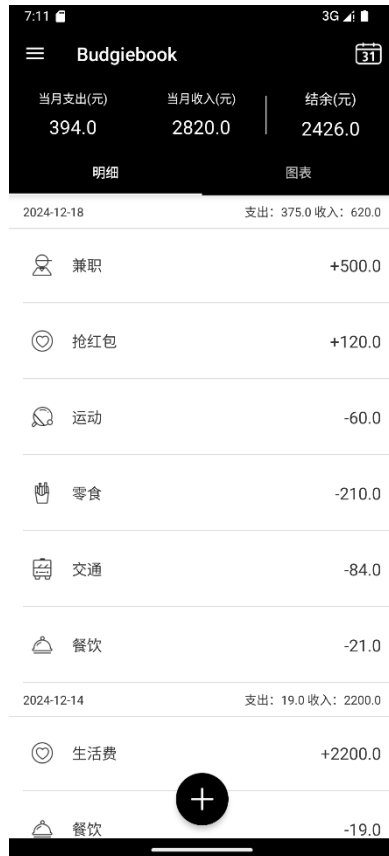 7:11 3G
Budgiebook 31
当月支出(元) 当月收入(元) 结余(元)
394.0 2820.0 2426.0
明细 图表
2024-12-18 支出：375.0 收入：620.0
兼职 +500.0
抢红包 +120.0
运动 -60.0
零食 -210.0
交通 -84.0
餐饮 -21.0
2024-12-14 支出：19.0 收入：2200.0
生活费 +2200.0
餐饮 -19.0